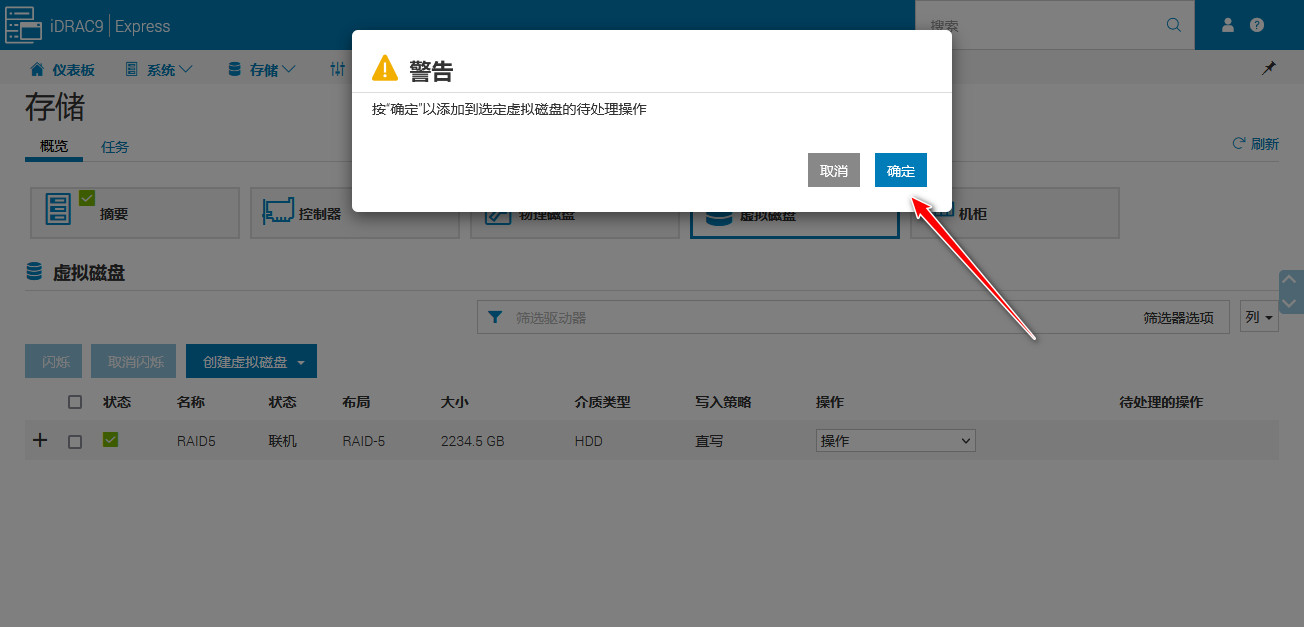 iDRAC9 | Express
搜索
仪表板
系统
存储
警告
按"确定"以添加到选定虚拟磁盘的待处理操作
取消
确定
存储
概览
任务
刷新
摘要
控制器
物理磁盘
虚拟磁盘
机柜
虚拟磁盘
筛选驱动器
筛选器选项
列
闪烁
取消闪烁
创建虚拟磁盘
状态 名称 状态 布局 大小 介质类型 写入策略 操作 待处理的操作
RAID5 联机 RAID-5 2234.5 GB HDD 直写 操作